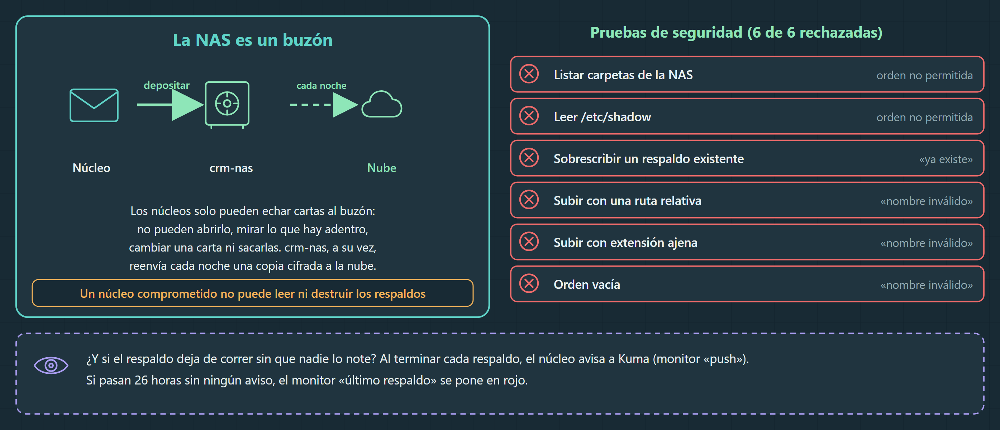 La NAS es un buzón
depositar
cada noche
Núcleo
crm-nas
Nube
Los núcleos solo pueden echar cartas al buzón:
no pueden abrirlo, mirar lo que hay adentro,
cambiar una carta ni sacarlas. crm-nas, a su vez,
reenvía cada noche una copia cifrada a la nube.
Un núcleo comprometido no puede leer ni destruir los respaldos
Pruebas de seguridad (6 de 6 rechazadas)
Listar carpetas de la NAS orden no permitida
Leer /etc/shadow orden no permitida
Sobrescribir un respaldo existente «ya existe»
Subir con una ruta relativa «nombre inválido»
Subir con extensión ajena «nombre inválido»
Orden vacía «nombre inválido»
¿Y si el respaldo deja de correr sin que nadie lo note? Al terminar cada respaldo, el núcleo avisa a Kuma (monitor «push»).
Si pasan 26 horas sin ningún aviso, el monitor «último respaldo» se pone en rojo.